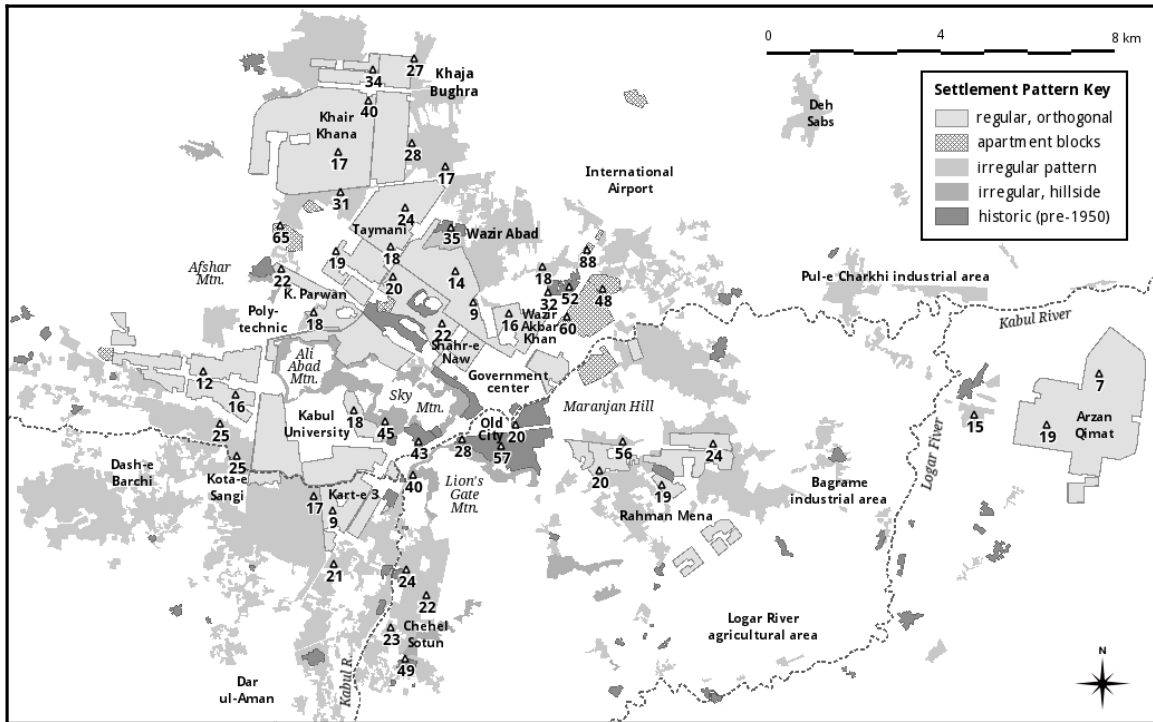 0 4 8 km
Settlement Pattern Key
regular, orthogonal
apartment blocks
irregular pattern
irregular, hillside
historic (pre-1950)
27
34
Khaja
Bughra
40
Khair
Khana
17
28
17
Deh
Sabs
International
Airport
31
24
65
Taymani
35
Wazir Abad
18
19
88
Afshar
Mtn.
22
K. Parwan
20
14
18
32
52
48
Pul-e Charkhi industrial area
Poly-
technic
18
9
16
Wazir
Akbar
Khan
60
Kabul River
22
Shahr-e
Naw
Ali
Abad
Mtn.
Government
center
12
16
Sky
Mtn.
Maranjan Hill
7
Arzan
Qimat
19
15
Kabul
University
18
45
25
25
43
28
Old
City
20
57
56
24
20
19
Logar River
Dash-e
Barchi
Kota-e
Sangi
40
Lion's
Gate
Mtn.
Bagrame
industrial area
17
Kart-e 3
9
Rahman Mena
21
24
22
23
Chehel
Sotun
49
Logar River
agricultural area
Dar
ul-Aman
Kabul R.
N